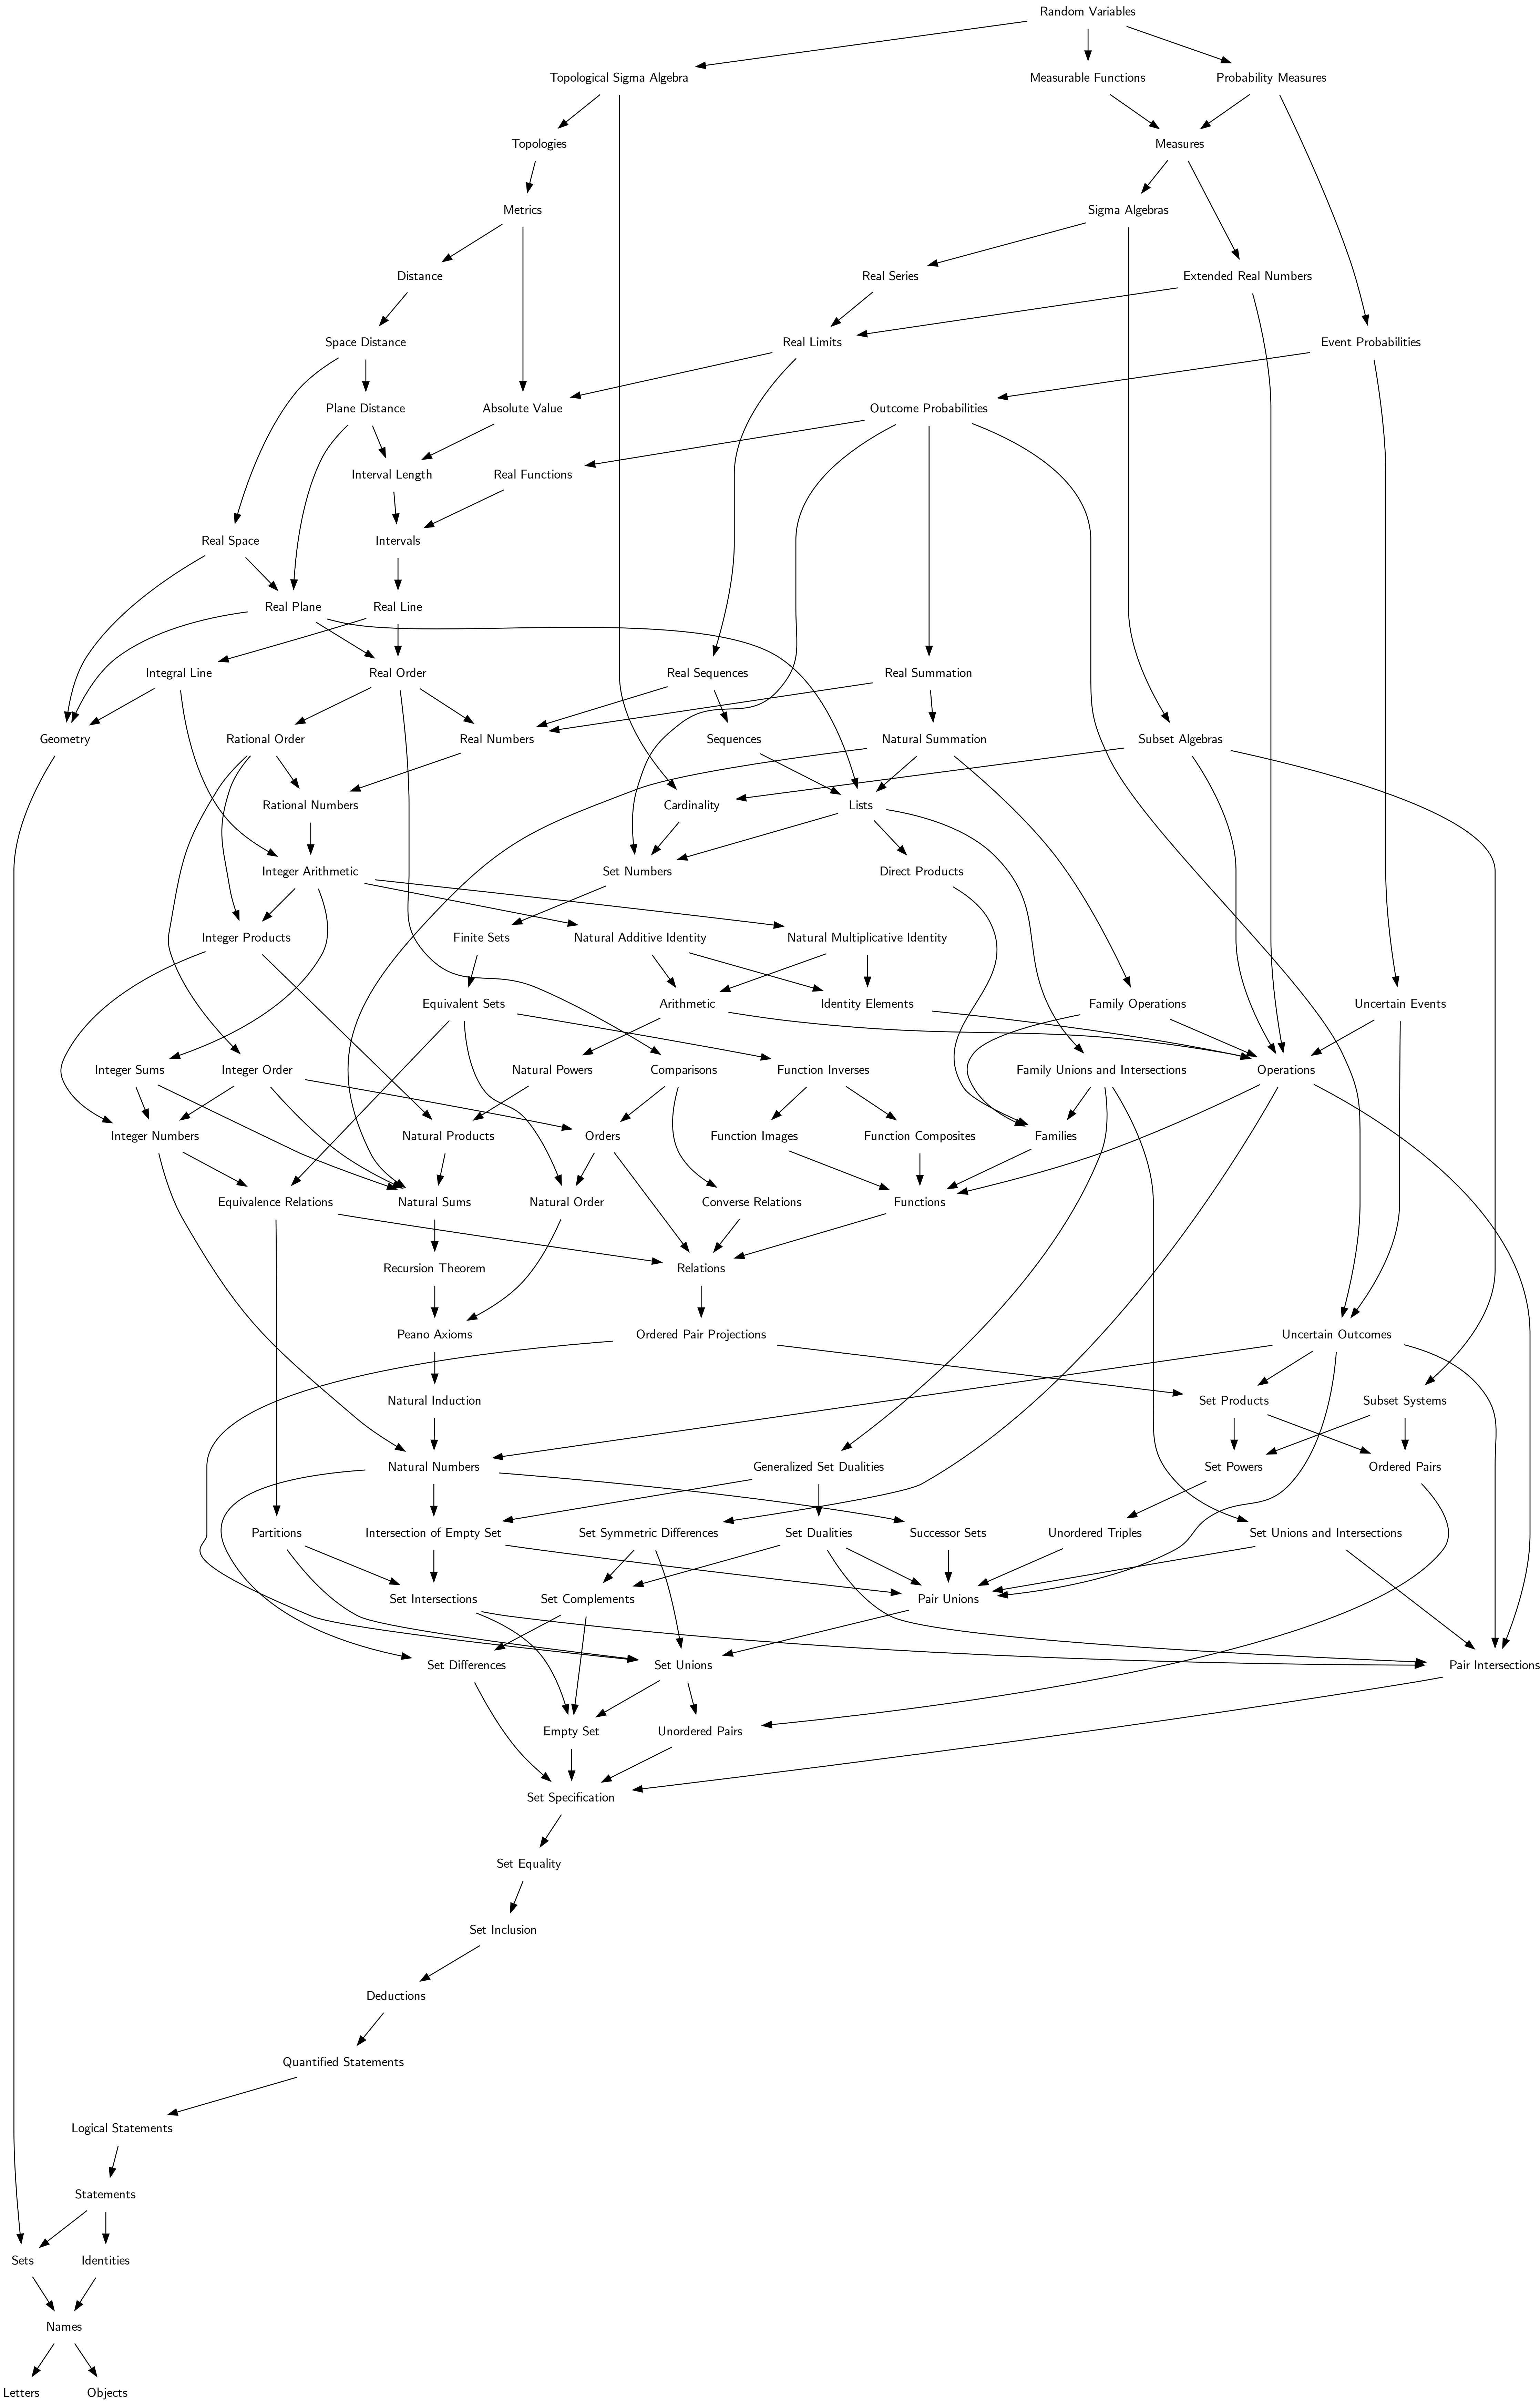 Random Variables
Topological Sigma Algebra
Measurable Functions
Probability Measures
Topologies
Measures
Metrics
Sigma Algebras
Distance
Real Series
Extended Real Numbers
Space Distance
Real Limits
Event Probabilities
Plane Distance
Absolute Value
Outcome Probabilities
Interval Length
Real Functions
Real Space
Intervals
Real Plane
Real Line
Integral Line
Real Order
Real Sequences
Real Summation
Geometry
Rational Order
Real Numbers
Sequences
Natural Summation
Subset Algebras
Rational Numbers
Cardinality
Lists
Integer Arithmetic
Set Numbers
Direct Products
Integer Products
Finite Sets
Natural Additive Identity
Natural Multiplicative Identity
Equivalent Sets
Arithmetic
Identity Elements
Family Operations
Uncertain Events
Integer Sums
Integer Order
Natural Powers
Comparisons
Function Inverses
Family Unions and Intersections
Operations
Integer Numbers
Natural Products
Orders
Function Images
Function Composites
Families
Equivalence Relations
Natural Sums
Natural Order
Converse Relations
Functions
Recursion Theorem
Relations
Peano Axioms
Ordered Pair Projections
Uncertain Outcomes
Natural Induction
Set Products
Subset Systems
Natural Numbers
Generalized Set Dualities
Set Powers
Ordered Pairs
Partitions
Intersection of Empty Set
Set Symmetric Differences
Set Dualities
Successor Sets
Unordered Triples
Set Unions and Intersections
Set Intersections
Set Complements
Pair Unions
Set Differences
Set Unions
Pair Intersections
Empty Set
Unordered Pairs
Set Specification
Set Equality
Set Inclusion
Deductions
Quantified Statements
Logical Statements
Statements
Sets
Identities
Names
Letters
Objects